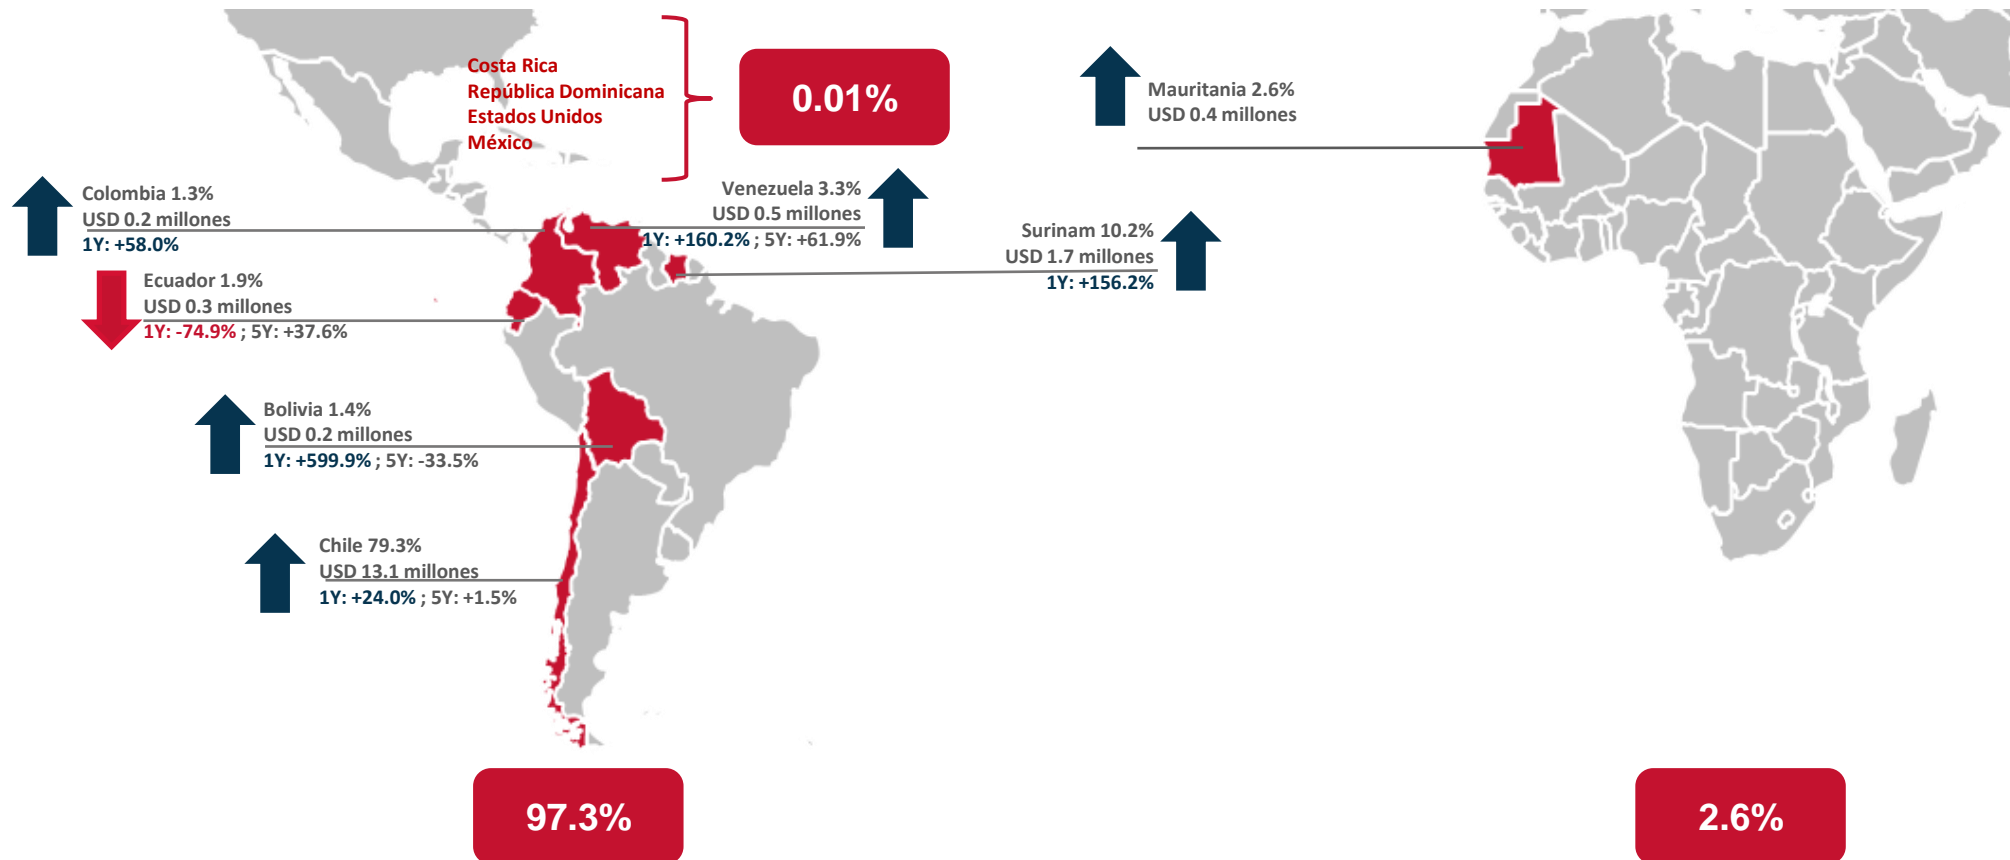 Costa Rica
República Dominicana
Estados Unidos
México
0.01%
Mauritania 2.6%
USD 0.4 millones
Colombia 1.3%
USD 0.2 millones
1Y: +58.0%
Venezuela 3.3%
USD 0.5 millones
1Y: +160.2% ; 5Y: +61.9%
Surinam 10.2%
USD 1.7 millones
1Y: +156.2%
Ecuador 1.9%
USD 0.3 millones
1Y: -74.9% ; 5Y: +37.6%
Bolivia 1.4%
USD 0.2 millones
1Y: +599.9% ; 5Y: -33.5%
Chile 79.3%
USD 13.1 millones
1Y: +24.0% ; 5Y: +1.5%
97.3%
2.6%